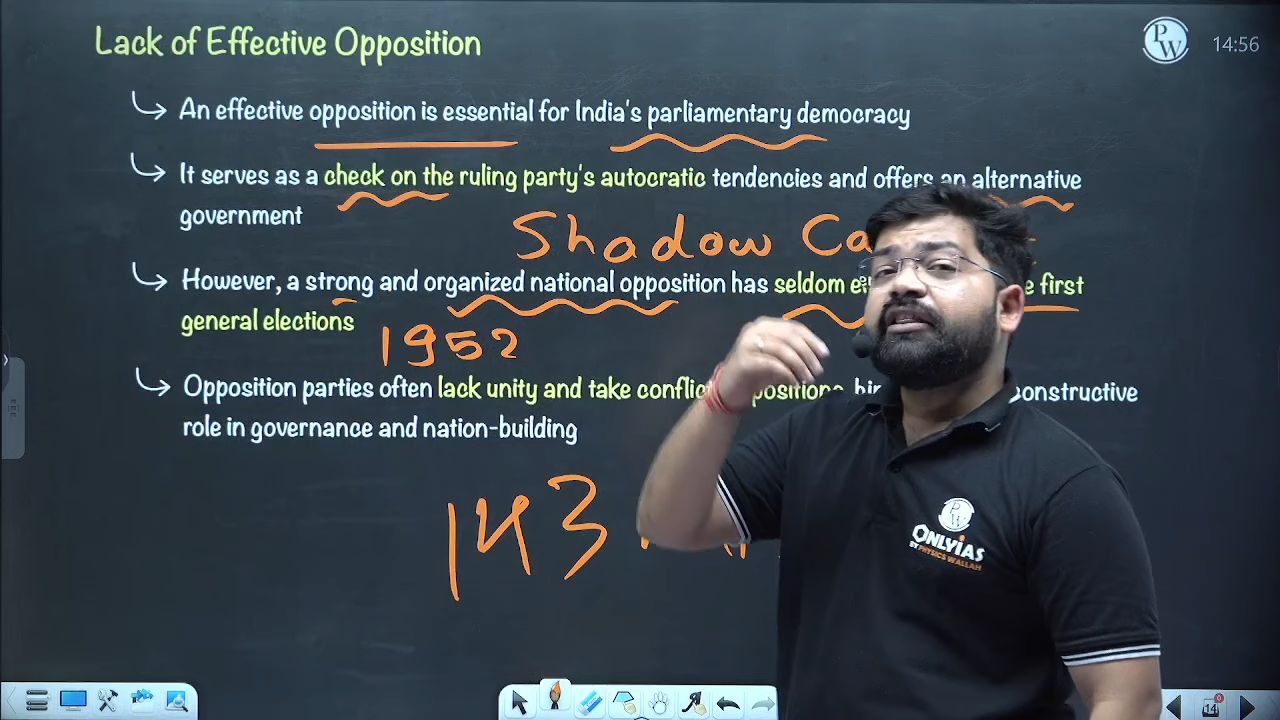 Lack of Effective Opposition
PW
14:56
An effective opposition is essential for India's parliamentary democracy
It serves as a check on the ruling party's autocratic tendencies and offers an alternative
government
Shadow Ca
However, a strong and organized national opposition has seldom first
general elections
1952
Opposition parties often lack unity and take constructive
role in governance and nation-building
143
PW
ONLYIAS
BY PHYSICS WALLAH
14